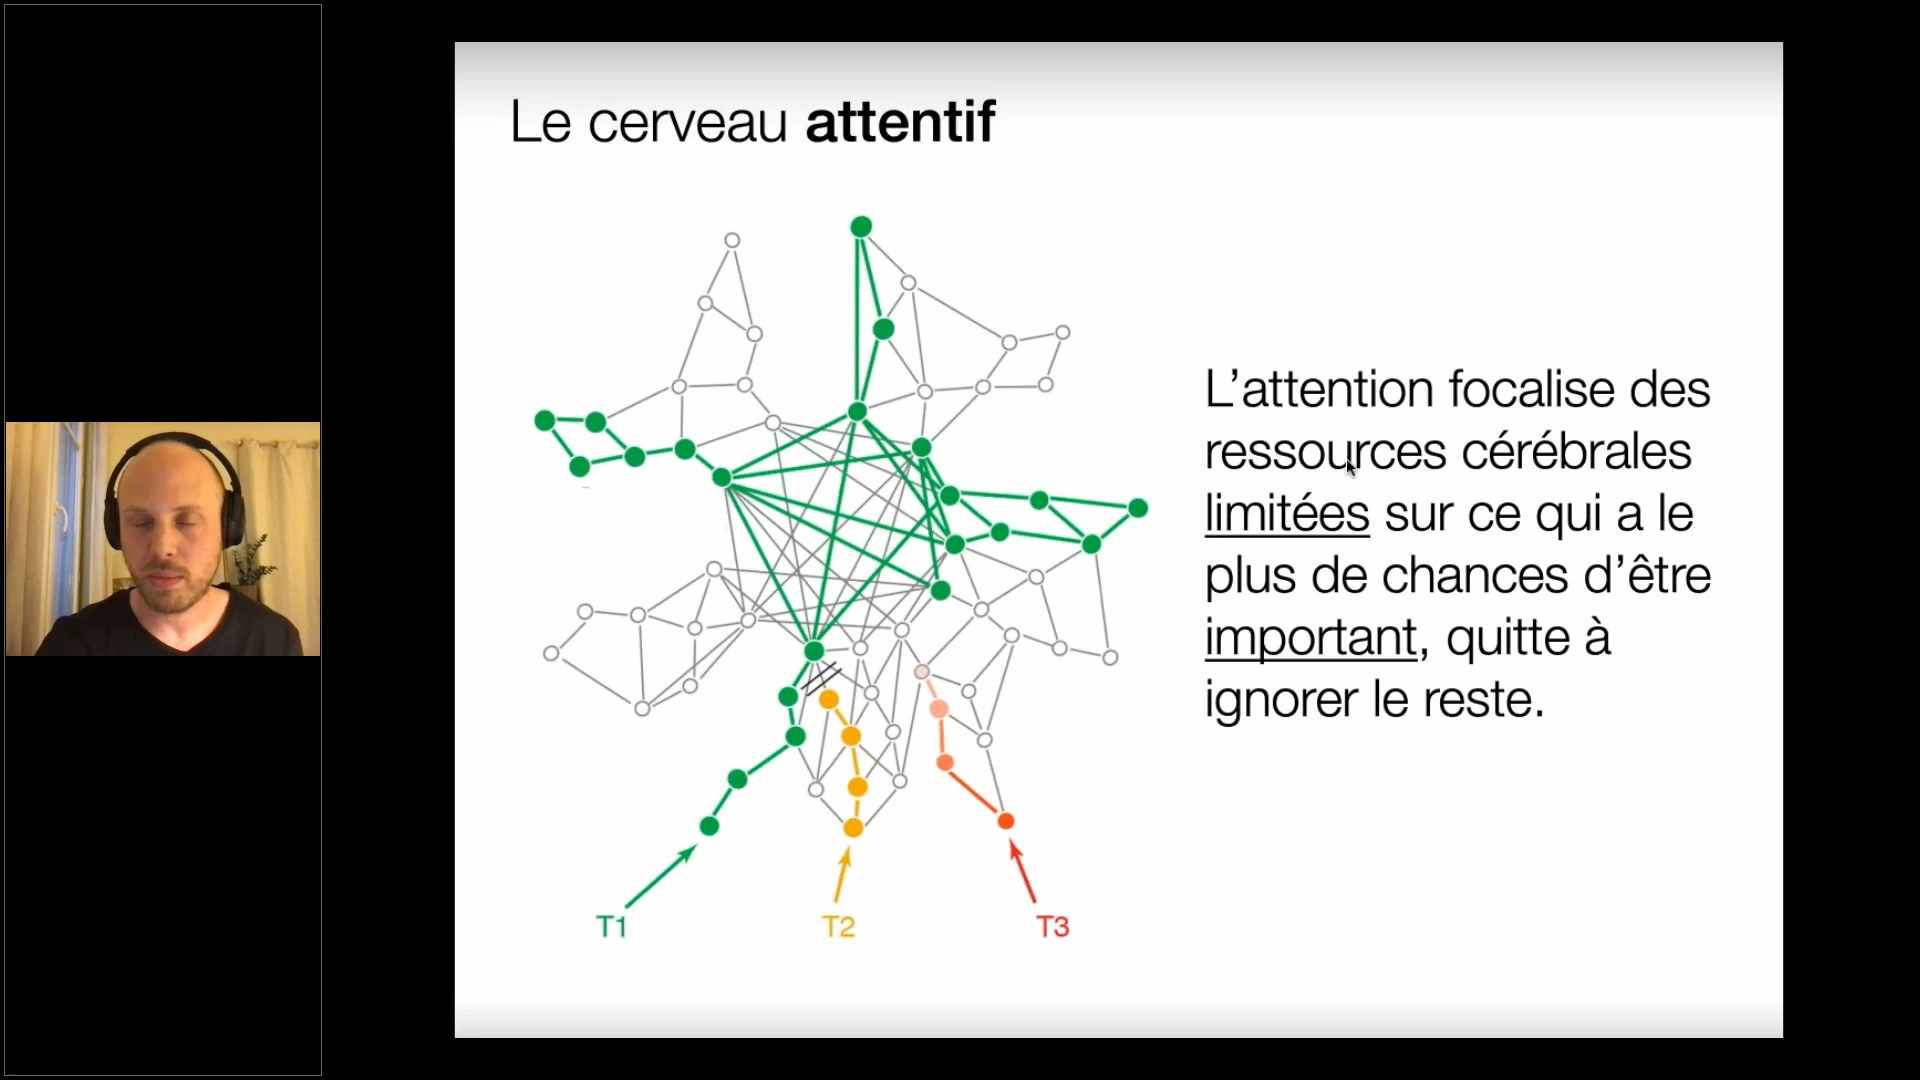 Le cerveau attentif
L’attention focalise des
ressources cérébrales
limitées sur ce qui a le
plus de chances d’être
important, quitte à
ignorer le reste.
T1
T2
T3